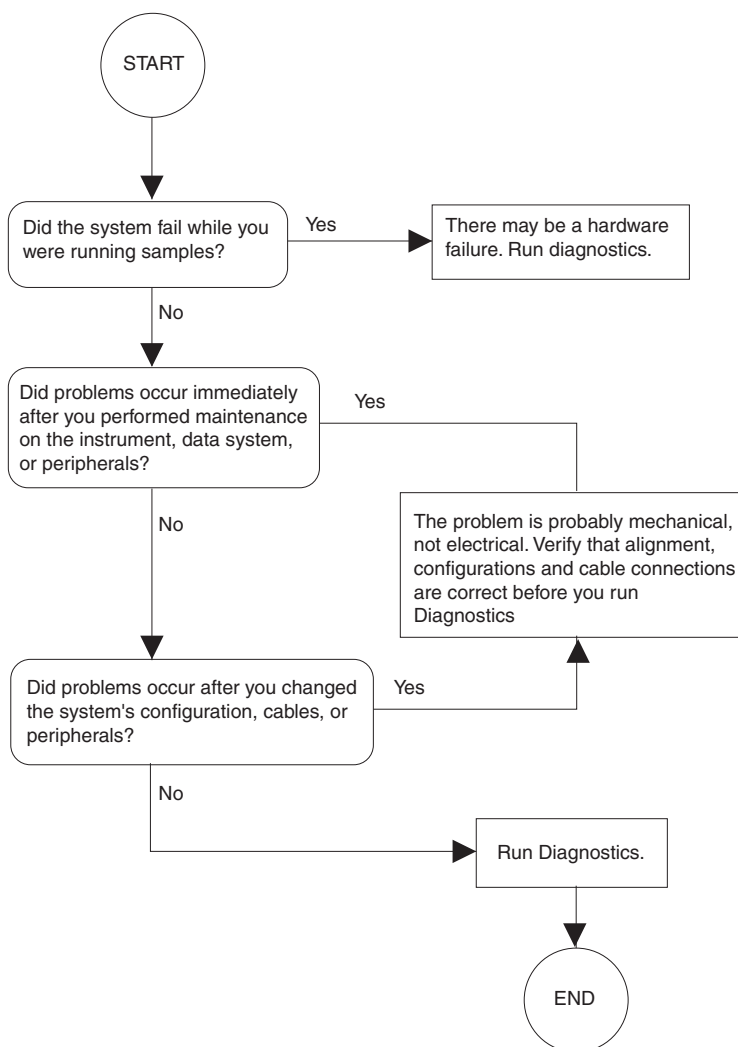 START
Did the system fail while you
were running samples?
Yes
There may be a hardware
failure. Run diagnostics.
No
Did problems occur immediately
after you performed maintenance
on the instrument, data system,
or peripherals?
Yes
No
The problem is probably mechanical,
not electrical. Verify that alignment,
configurations and cable connections
are correct before you run
Diagnostics
Did problems occur after you changed
the system's configuration, cables, or
peripherals?
Yes
No
Run Diagnostics.
END